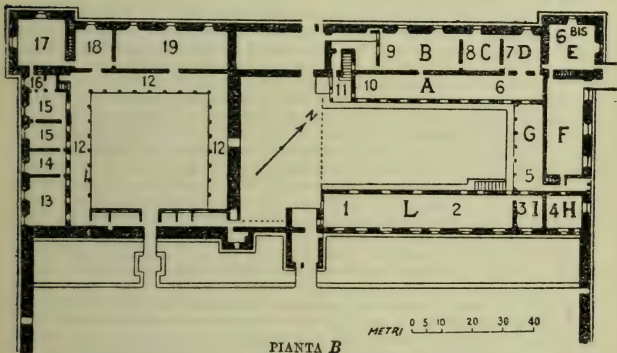 17 18 19 9 B 8 C 7 D 6 BIS E
16 12 11 10 A 6
15 12 12 G F
15 N
14 5
13 1 L 2 3 I 4 H
METRI 0 5 10 20 30 40
PIANTA B